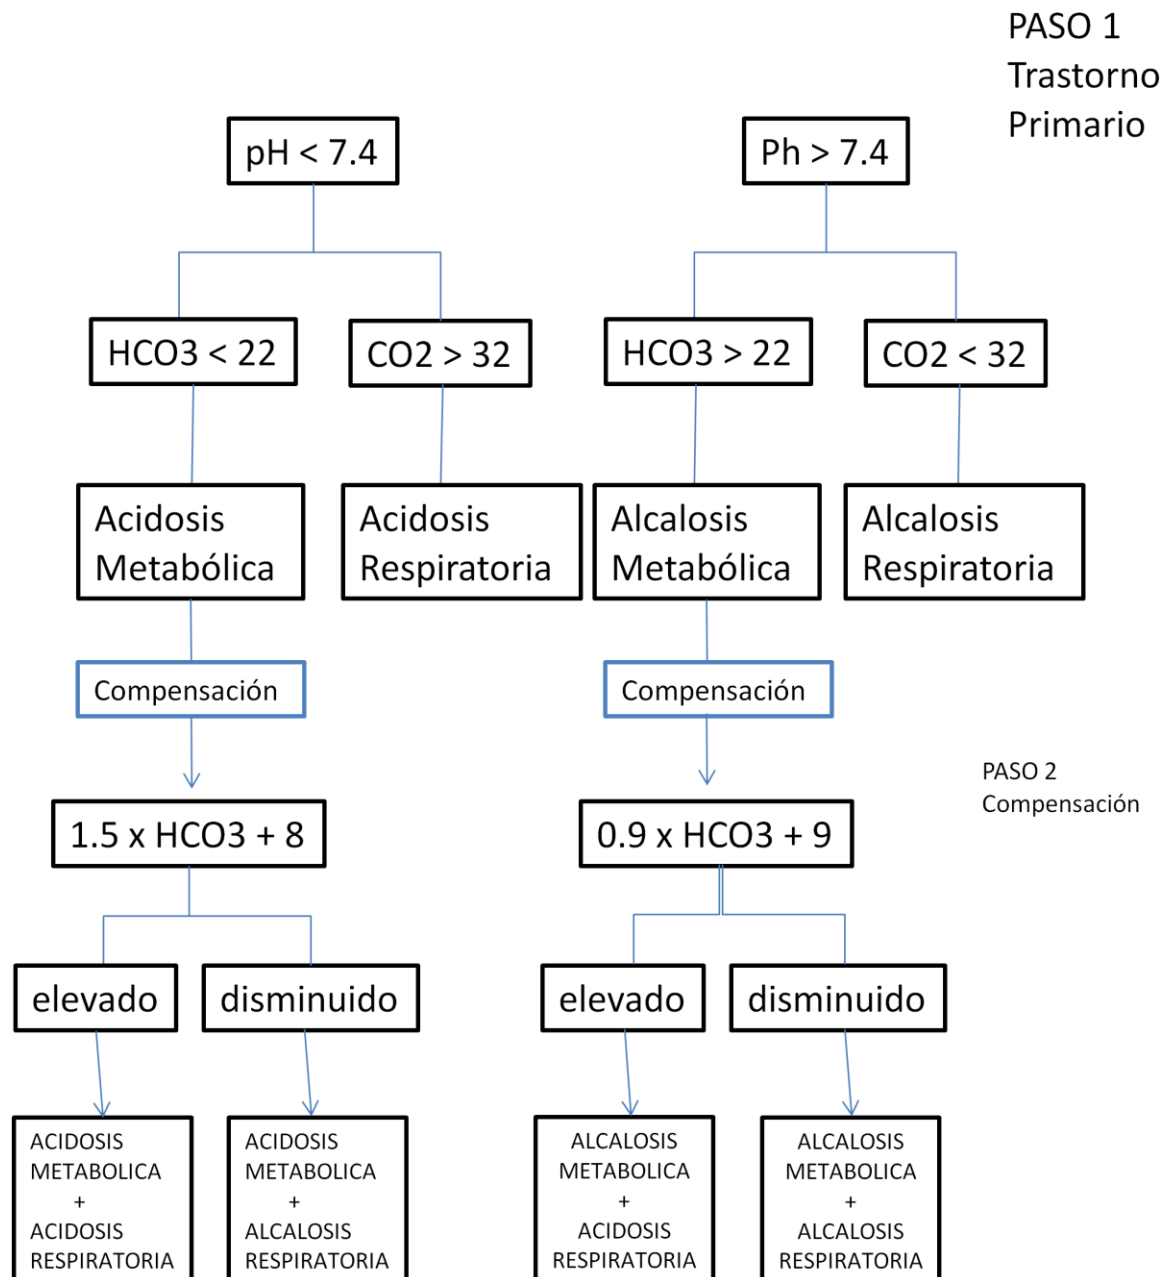 PASO 1
Trastorno
Primario
pH < 7.4
Ph > 7.4
HCO3 < 22
CO2 > 32
HCO3 > 22
CO2 < 32
Acidosis
Metabólica
Acidosis
Respiratoria
Alcalosis
Metabólica
Alcalosis
Respiratoria
Compensación
Compensación
PASO 2
Compensación
1.5 x HCO3 + 8
0.9 x HCO3 + 9
elevado
disminuido
elevado
disminuido
ACIDOSIS
METABOLICA
+
ACIDOSIS
RESPIRATORIA
ACIDOSIS
METABOLICA
+
ALCALOSIS
RESPIRATORIA
ALCALOSIS
METABOLICA
+
ACIDOSIS
RESPIRATORIA
ALCALOSIS
METABOLICA
+
ALCALOSIS
RESPIRATORIA